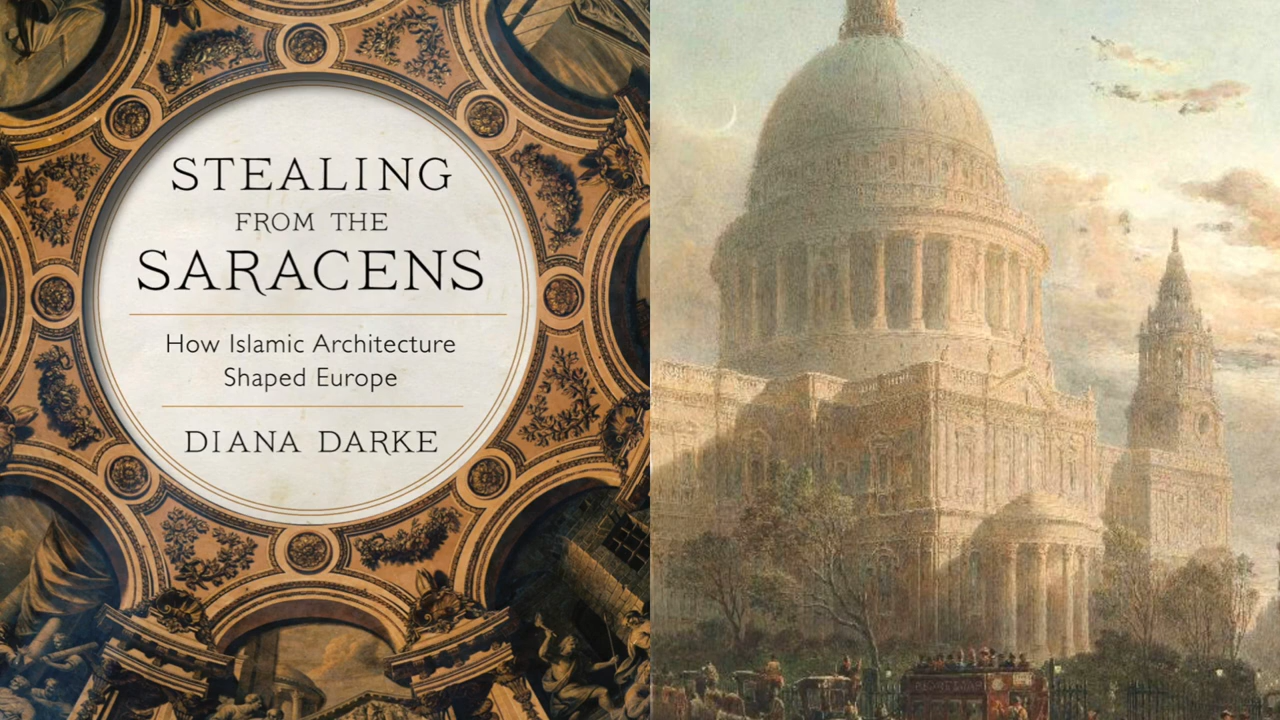 STEALING
FROM THE
SARACENS
How Islamic Architecture
Shaped Europe
DIANA DARKE